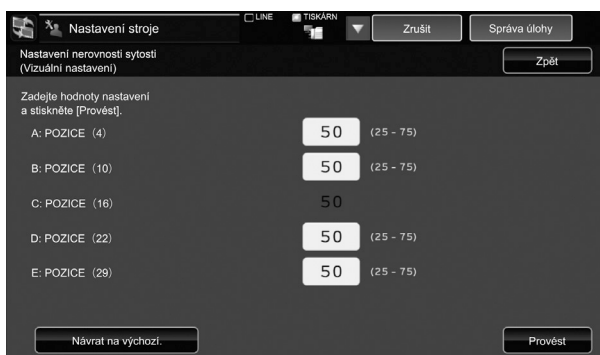 Nastavení stroje
LINE
TISKÁRN
Zrušit
Správa úlohy
Nastavení nerovnosti sytosti
(Vizuální nastavení)
Zpět
Zadejte hodnoty nastavení
a stiskněte [Provést].
A: POZICE (4) 50 (25 - 75)
B: POZICE (10) 50 (25 - 75)
C: POZICE (16) 50
D: POZICE (22) 50 (25 - 75)
E: POZICE (29) 50 (25 - 75)
Návrat na výchozí.
Provést